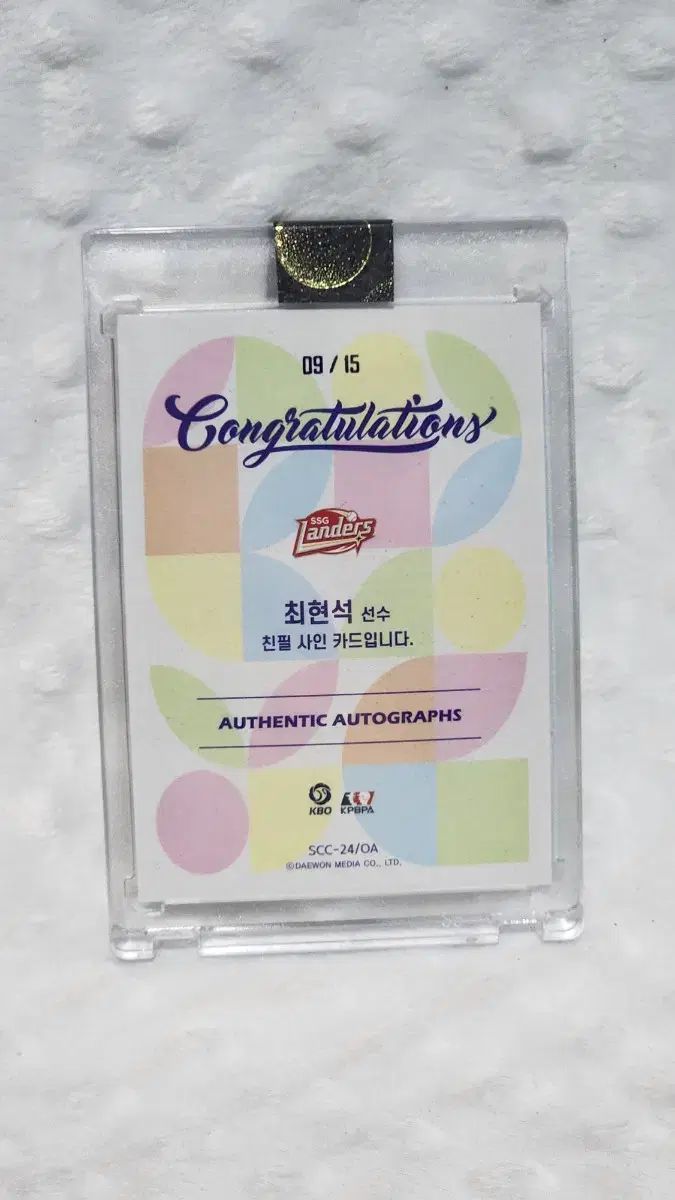 09 / 15
Congratulations
SSG
Landers
최현석 선수
친필 사인 카드입니다.
AUTHENTIC AUTOGRAPHS
KBO KPBPA
SCC-24/OA
©DAEWON MEDIA CO., LTD.